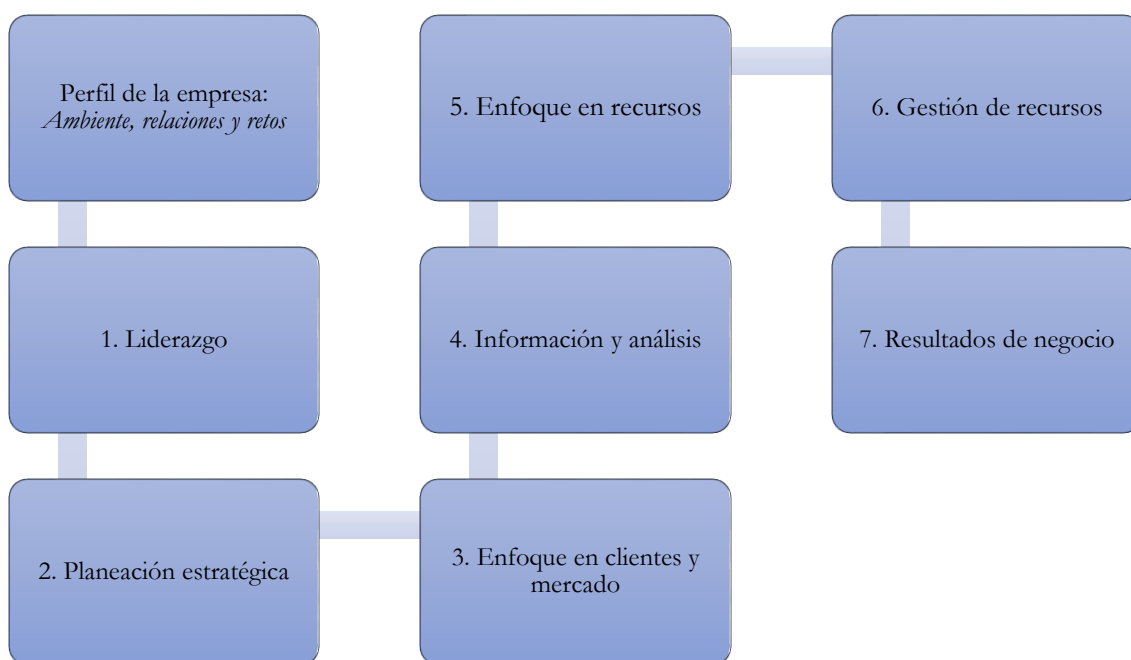 Perfil de la empresa:
Ambiente, relaciones y retos
1. Liderazgo
2. Planeación estratégica
3. Enfoque en clientes y
mercado
4. Información y análisis
5. Enfoque en recursos
6. Gestión de recursos
7. Resultados de negocio